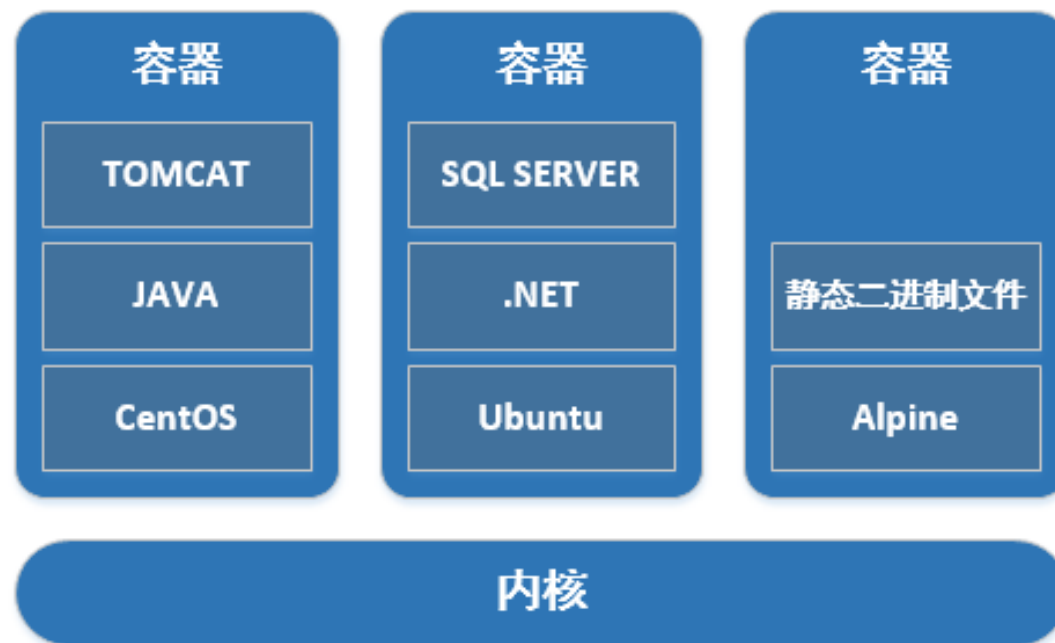 容器
TOMCAT
JAVA
CentOS
容器
SQL SERVER
.NET
Ubuntu
容器
静态二进制文件
Alpine
内核